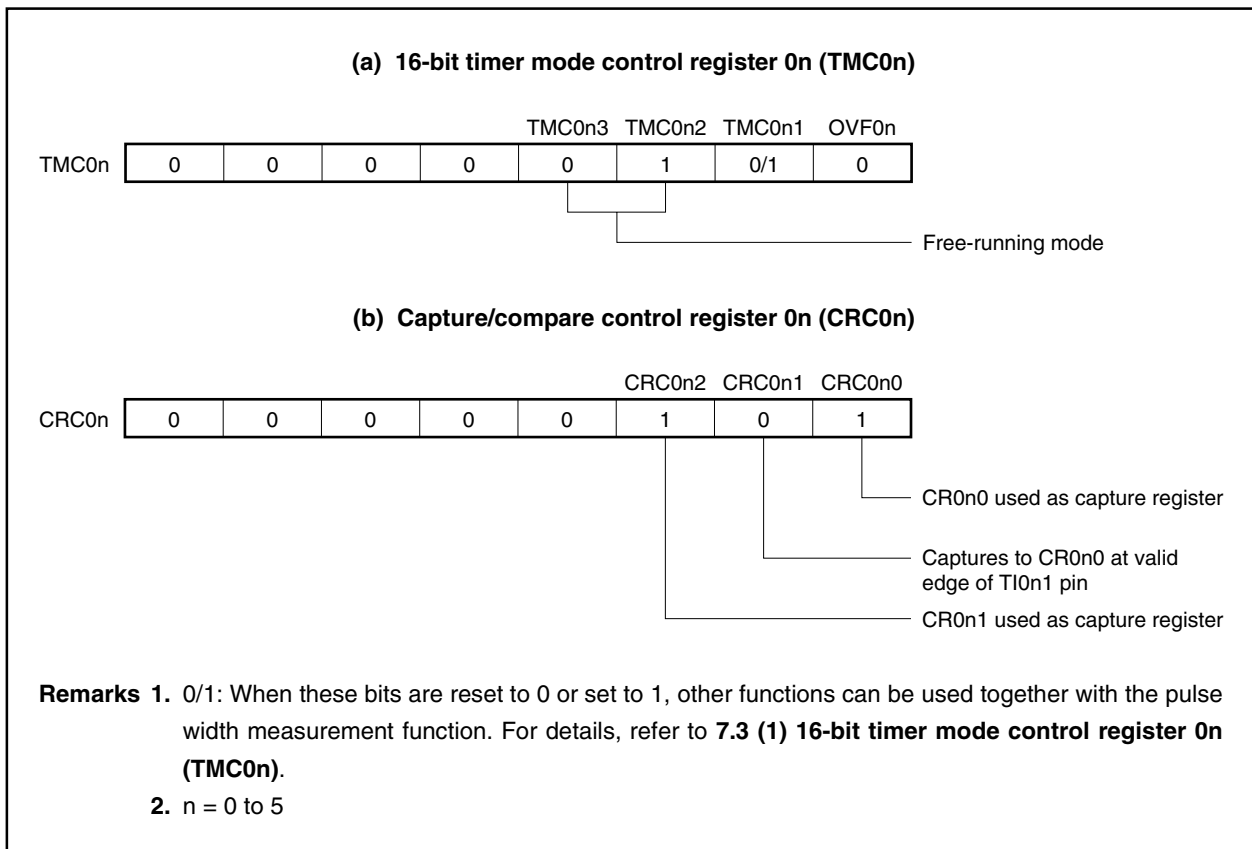 (a) 16-bit timer mode control register 0n (TMC0n)
TMC0n3 TMC0n2 TMC0n1 OVF0n
TMC0n 0 0 0 0 0 1 0/1 0
Free-running mode
(b) Capture/compare control register 0n (CRC0n)
CRC0n2 CRC0n1 CRC0n0
CRC0n 0 0 0 0 0 1 0 1
CR0n0 used as capture register
Captures to CR0n0 at valid
edge of TI0n1 pin
CR0n1 used as capture register
Remarks 1. 0/1: When these bits are reset to 0 or set to 1, other functions can be used together with the pulse
width measurement function. For details, refer to 7.3 (1) 16-bit timer mode control register 0n
(TMC0n).
2. n = 0 to 5